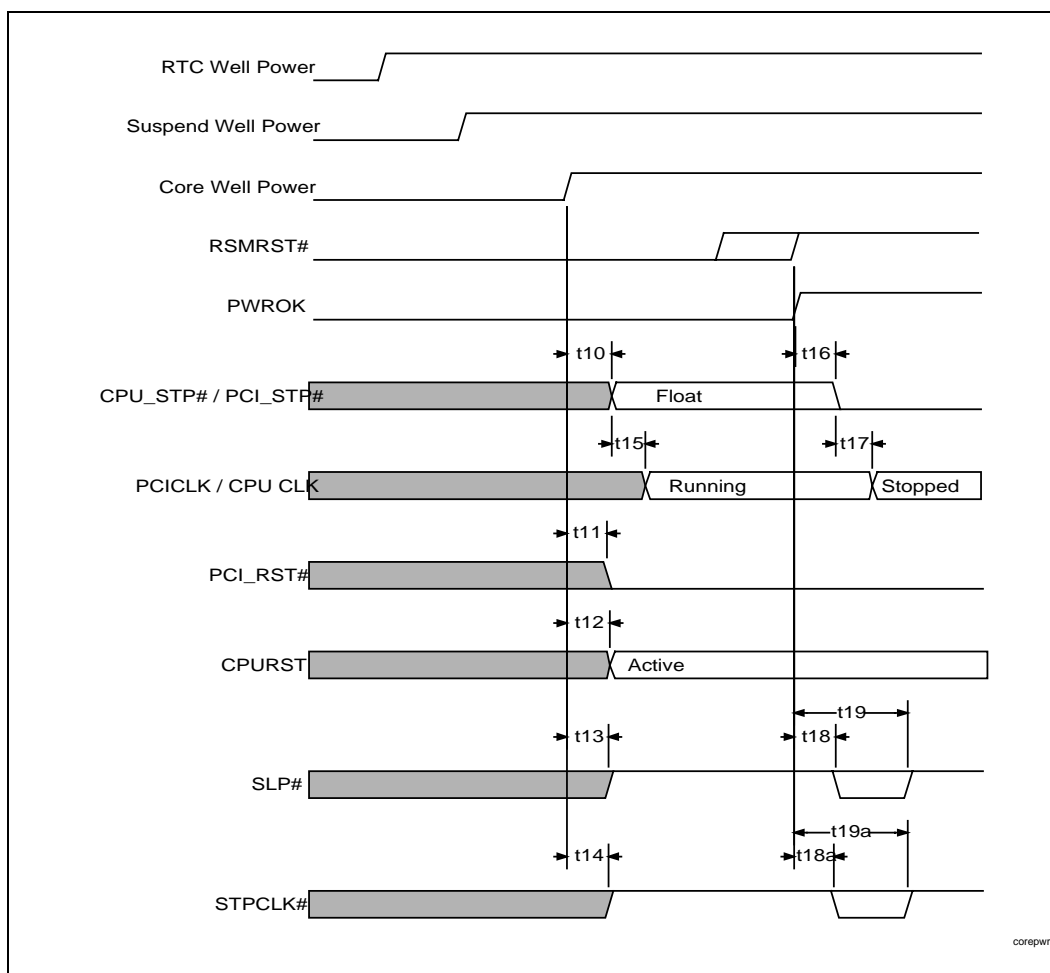 RTC Well Power
Suspend Well Power
Core Well Power
RSMRST#
PWROK
t10
t16
CPU_STP# / PCI_STP#
Float
t15
t17
PCICLK / CPU CLK
Running
Stopped
t11
PCI_RST#
t12
CPURST
Active
t19
t13
t18
SLP#
t19a
t14
t18a
STPCLK#
corepwr